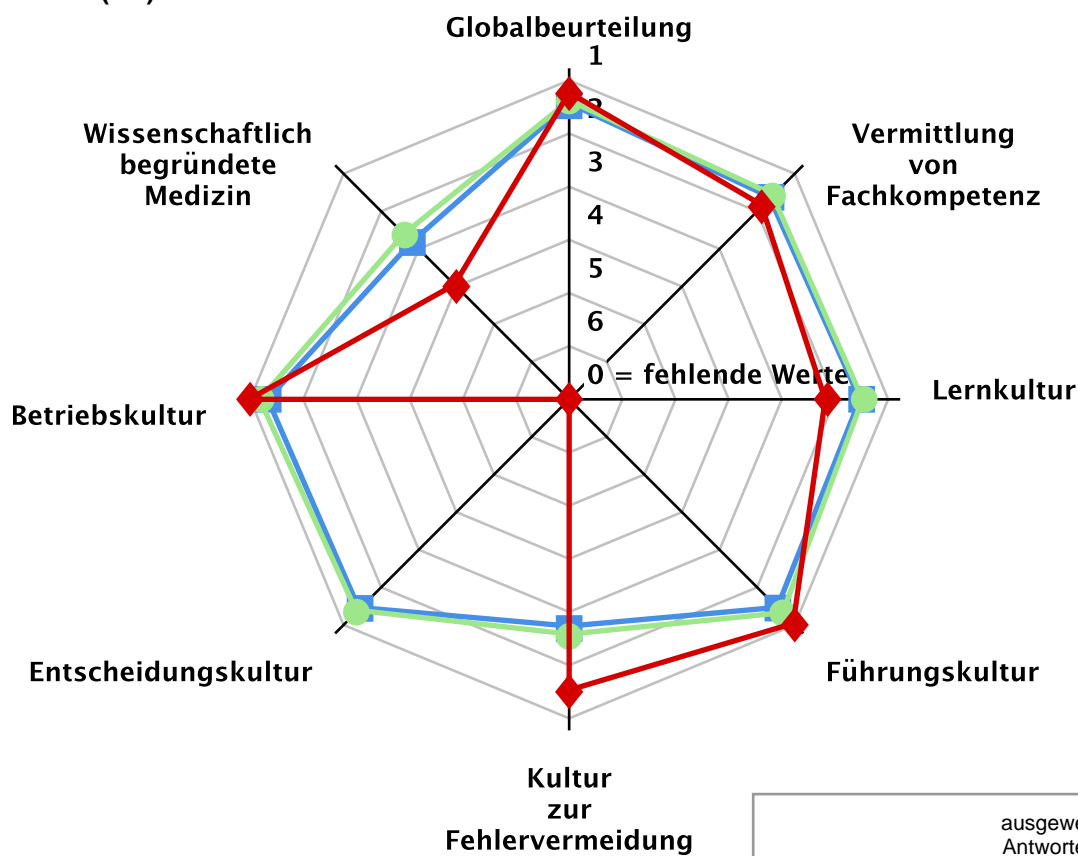 Globalbeurteilung
1
2
3
4
5
6
0 = fehlende Werte
Wissenschaftlich
begründete
Medizin
Vermittlung
von
Fachkompetenz
Betriebskultur
Lernkultur
Entscheidungskultur
Führungskultur
Kultur
zur
Fehlervermeidung